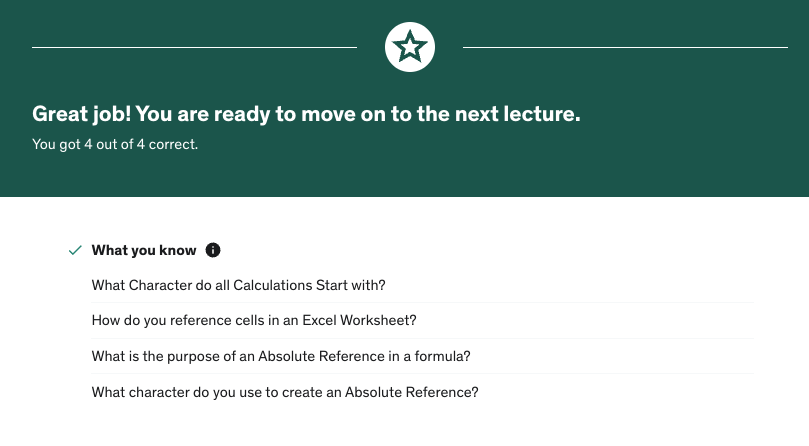 Great job! You are ready to move on to the next lecture.
You got 4 out of 4 correct.
What you know
What Character do all Calculations Start with?
How do you reference cells in an Excel Worksheet?
What is the purpose of an Absolute Reference in a formula?
What character do you use to create an Absolute Reference?